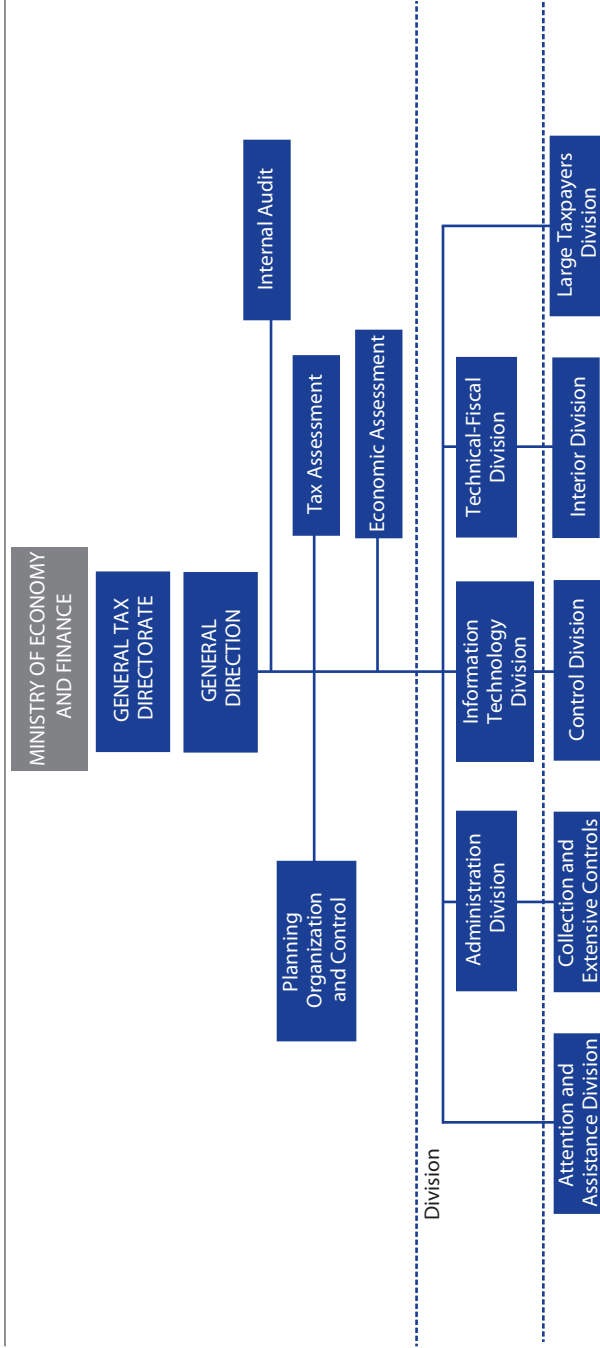 MINISTRY OF ECONOMY
AND FINANCE
GENERAL TAX
DIRECTORATE
GENERAL
DIRECTION
Internal Audit
Planning
Organization
and Control
Tax Assessment
Economic Assessment
Division
Administration
Division
Information
Technology
Division
Technical-Fiscal
Division
Attention and
Assistance Division
Collection and
Extensive Controls
Control Division
Interior Division
Large Taxpayers
Division